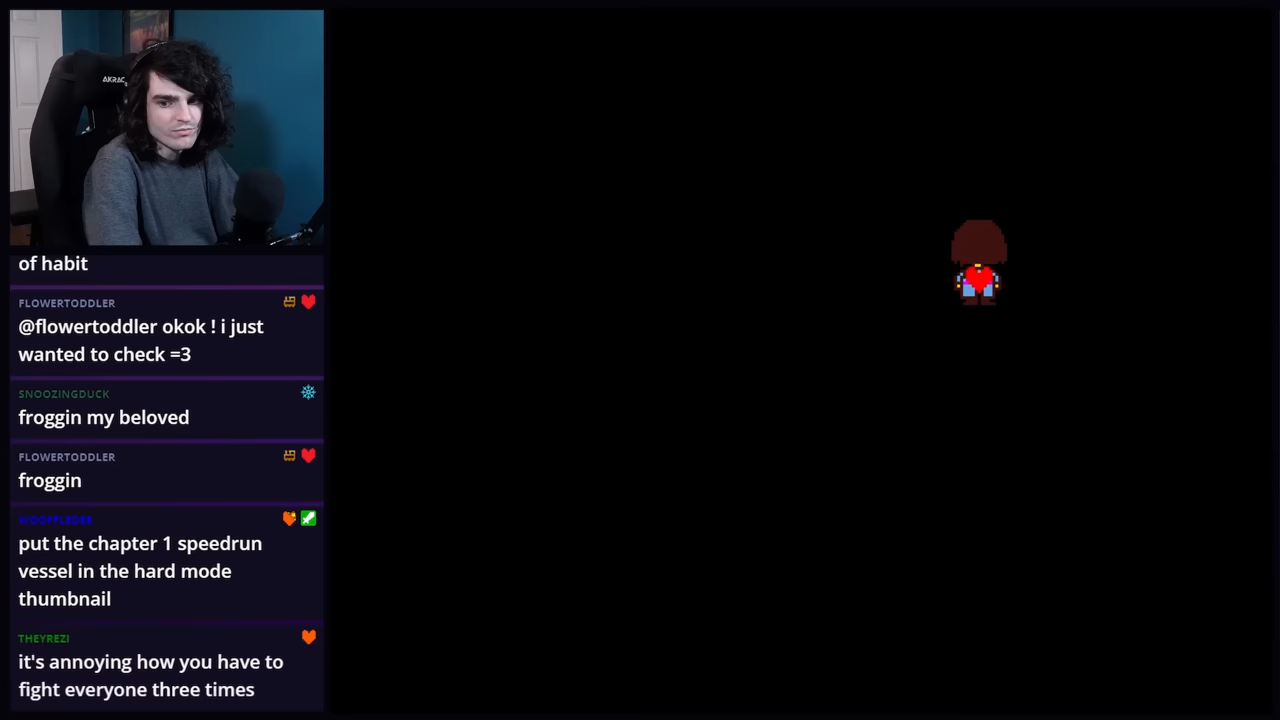 AKRAC
of habit
FLOWERTODDLER
@flowertoddler okok ! i just
wanted to check =3
SNOOZINGDUCK
froggin my beloved
FLOWERTODDLER
froggin
put the chapter 1 speedrun
vessel in the hard mode
thumbnail
THEYREZI
it's annoying how you have to
fight everyone three times